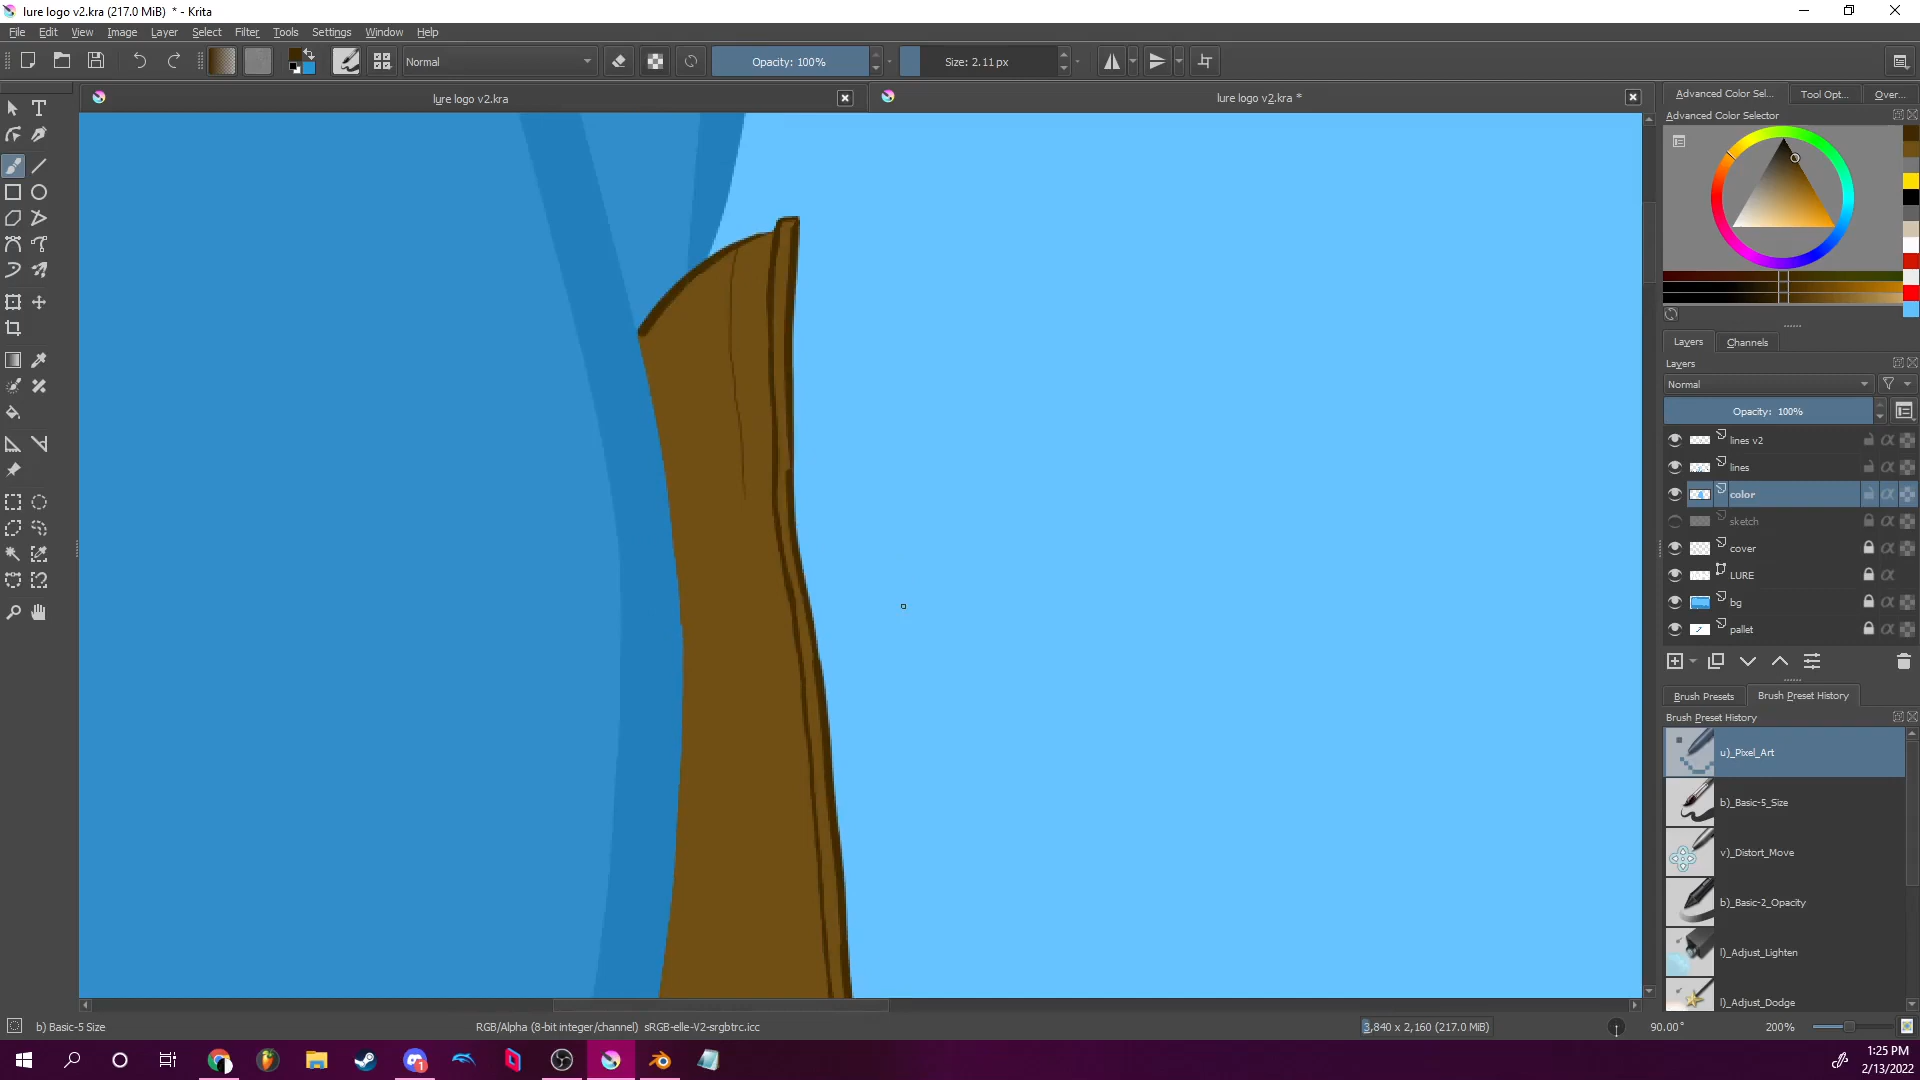 lure logo v2.kra (217.0 MiB)  * - Krita
File Edit View Image Layer Select Filter Tools Settings Window Help
Normal
Opacity: 100%
Size: 2.11 px
lure logo v2.kra
lure logo v2.kra *
Advanced Color Sel...
Tool Opt...
Over...
Advanced Color Selector
Layers
Channels
Layers
Normal
Opacity: 100%
lines v2
lines
color
sketch
cover
LURE
bg
pallet
Brush Presets
Brush Preset History
Brush Preset History
u)_Pixel_Art
b)_Basic-5_Size
v)_Distort_Move
b)_Basic-2_Opacity
l)_Adjust_Lighten
l)_Adjust_Dodge
b) Basic-5 Size
RGB/Alpha (8-bit integer/channel)  sRGB-elle-V2-srgbtrc.icc
3,840 x 2,160 (217.0 MiB)
90.00°
200%
1
1:25 PM
2/13/2022